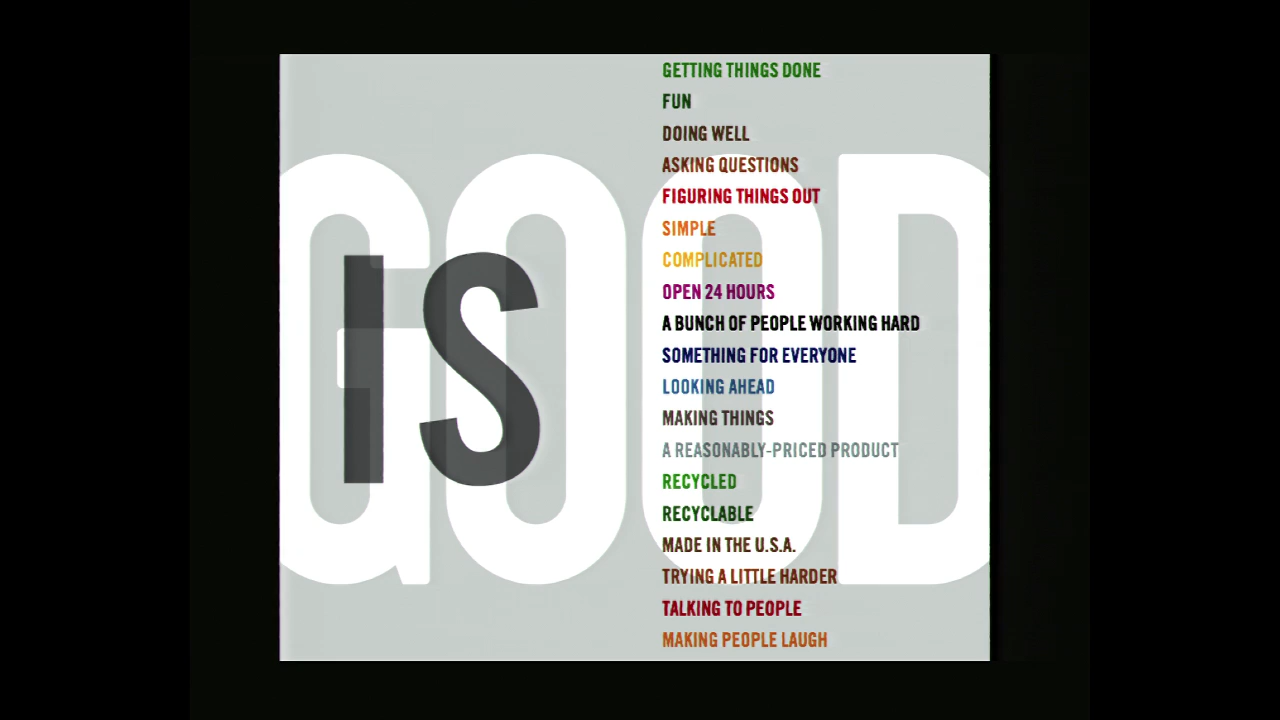 GOOD
IS
GETTING THINGS DONE
FUN
DOING WELL
ASKING QUESTIONS
FIGURING THINGS OUT
SIMPLE
COMPLICATED
OPEN 24 HOURS
A BUNCH OF PEOPLE WORKING HARD
SOMETHING FOR EVERYONE
LOOKING AHEAD
MAKING THINGS
A REASONABLY-PRICED PRODUCT
RECYCLED
RECYCLABLE
MADE IN THE U.S.A.
TRYING A LITTLE HARDER
TALKING TO PEOPLE
MAKING PEOPLE LAUGH